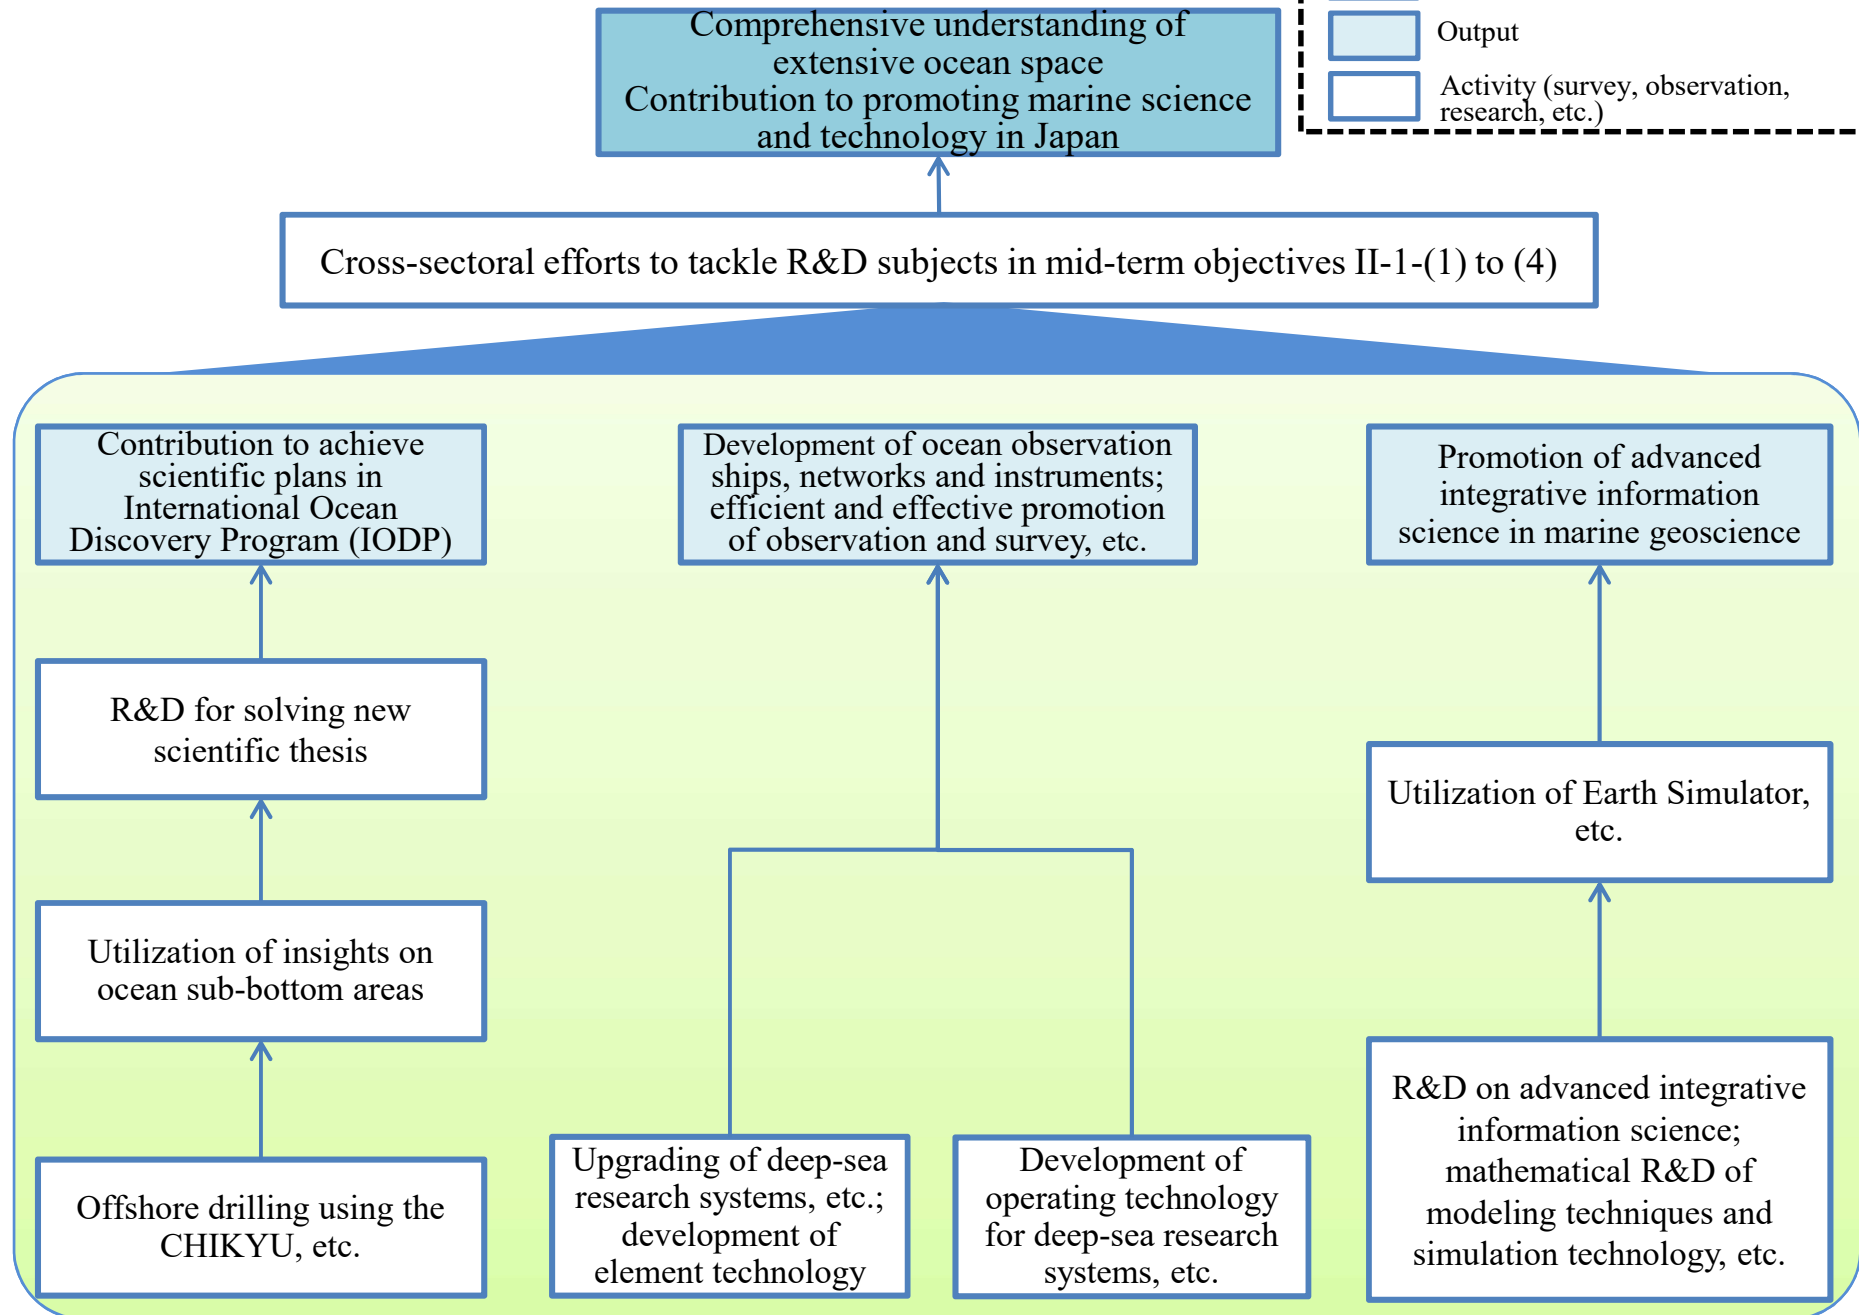 Comprehensive understanding of
extensive ocean space
Contribution to promoting marine science
and technology in Japan
Output
Activity (survey, observation,
research, etc.)
Cross-sectoral efforts to tackle R&D subjects in mid-term objectives II-1-(1) to (4)
Contribution to achieve
scientific plans in
International Ocean
Discovery Program (IODP)
Development of ocean observation
ships, networks and instruments;
efficient and effective promotion
of observation and survey, etc.
Promotion of advanced
integrative information
science in marine geoscience
R&D for solving new
scientific thesis
Utilization of Earth Simulator,
etc.
Utilization of insights on
ocean sub-bottom areas
Offshore drilling using the
CHIKYU, etc.
Upgrading of deep-sea
research systems, etc.;
development of
element technology
Development of
operating technology
for deep-sea research
systems, etc.
R&D on advanced integrative
information science;
mathematical R&D of
modeling techniques and
simulation technology, etc.